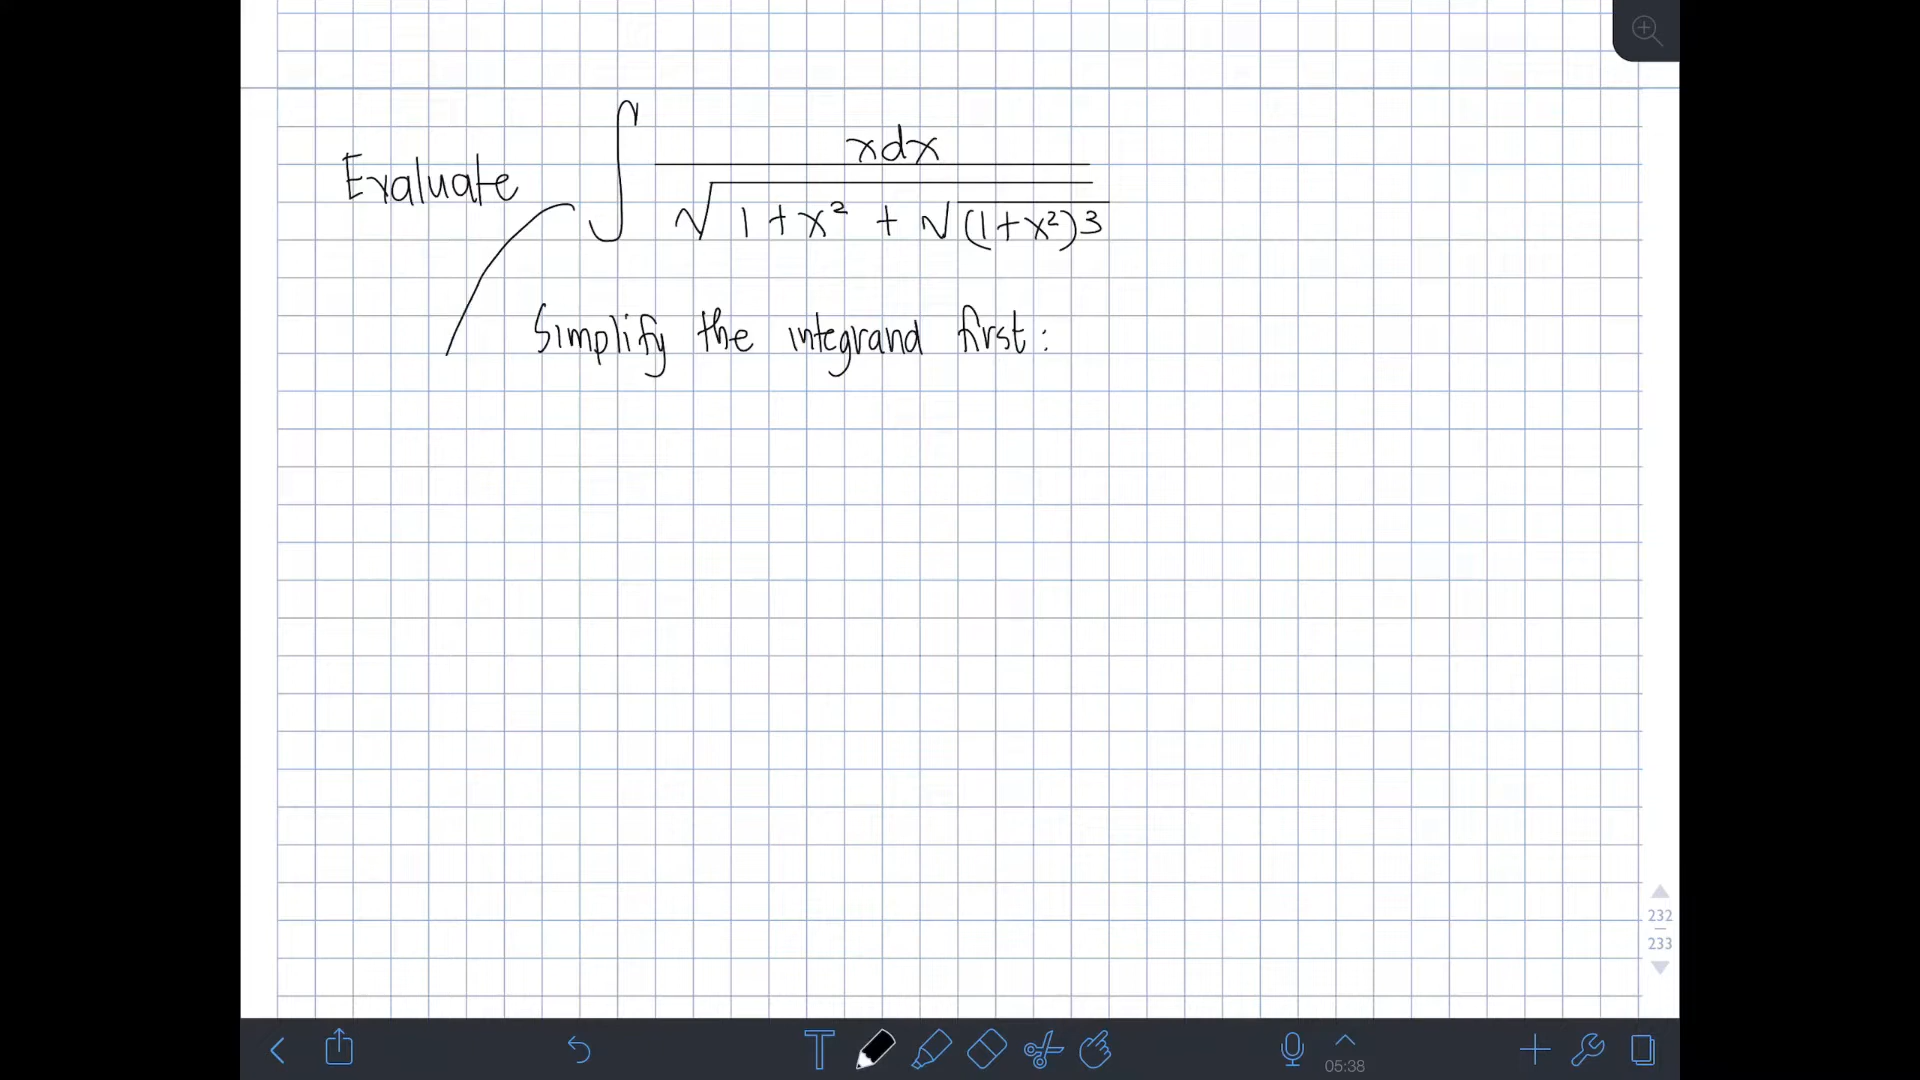 Evaluate ∫ xdx / √(1+x² + √((1+x²)3))
Simplify the integrand first:
232
233
05:38